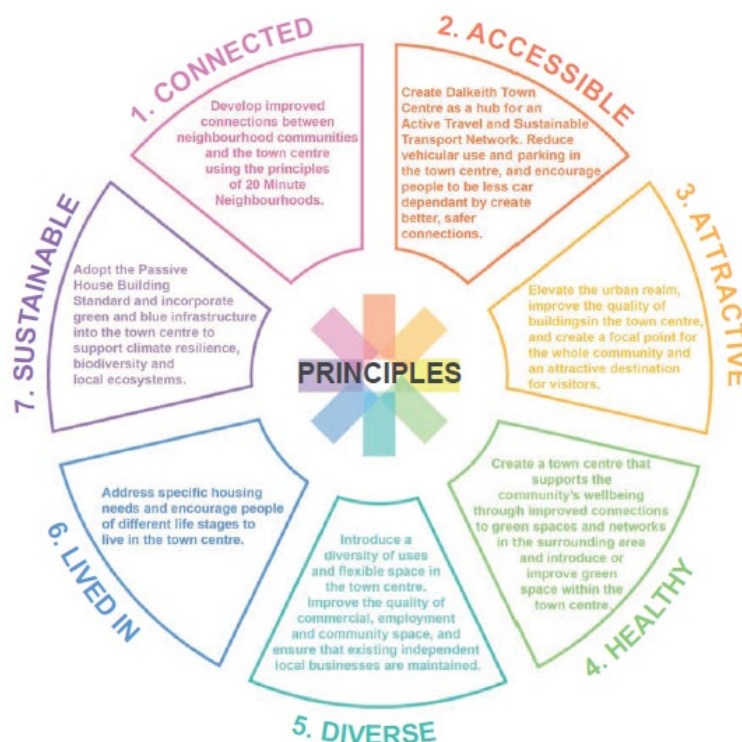 1. CONNECTED
Develop improved
connections between
neighbourhood communities
and the town centre
using the principles
of 20 Minute
Neighbourhoods.
2. ACCESSIBLE
Create Dalkeith Town
Centre as a hub for an
Active Travel and Sustainable
Transport Network. Reduce
vehicular use and parking in
the town centre, and encourage
people to be less car
dependant by create
better, safer
connections.
3. ATTRACTIVE
Elevate the urban realm,
improve the quality of
buildingsin the town centre,
and create a focal point for
the whole community and
an attractive destination
for visitors.
4. HEALTHY
Create a town centre that
supports the
community's wellbeing
through improved connections
to green spaces and networks
in the surrounding area
and introduce or
improve green
space within the
town centre.
5. DIVERSE
Introduce a
diversity of uses
and flexible space in
the town centre.
Improve the quality of
commercial, employment
and community space, and
ensure that existing independent
local businesses are maintained.
6. LIVED IN
Address specific housing
needs and encourage people
of different life stages to
live in the town centre.
7. SUSTAINABLE
Adopt the Passive
House Building
Standard and incorporate
green and blue infrastructure
into the town centre to
support climate resilience,
biodiversity and
local ecosystems.
PRINCIPLES